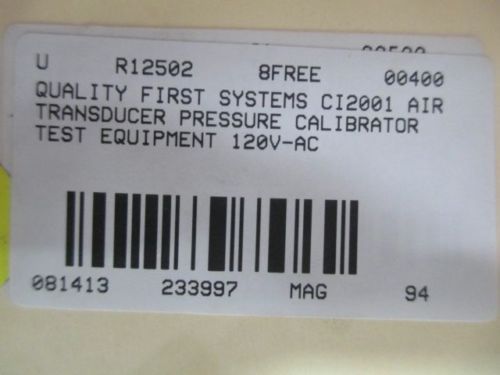 U R12502 8FREE 00400
QUALITY FIRST SYSTEMS CI2001 AIR
TRANSDUCER PRESSURE CALIBRATOR
TEST EQUIPMENT 120V-AC
081413 233997 MAG 94